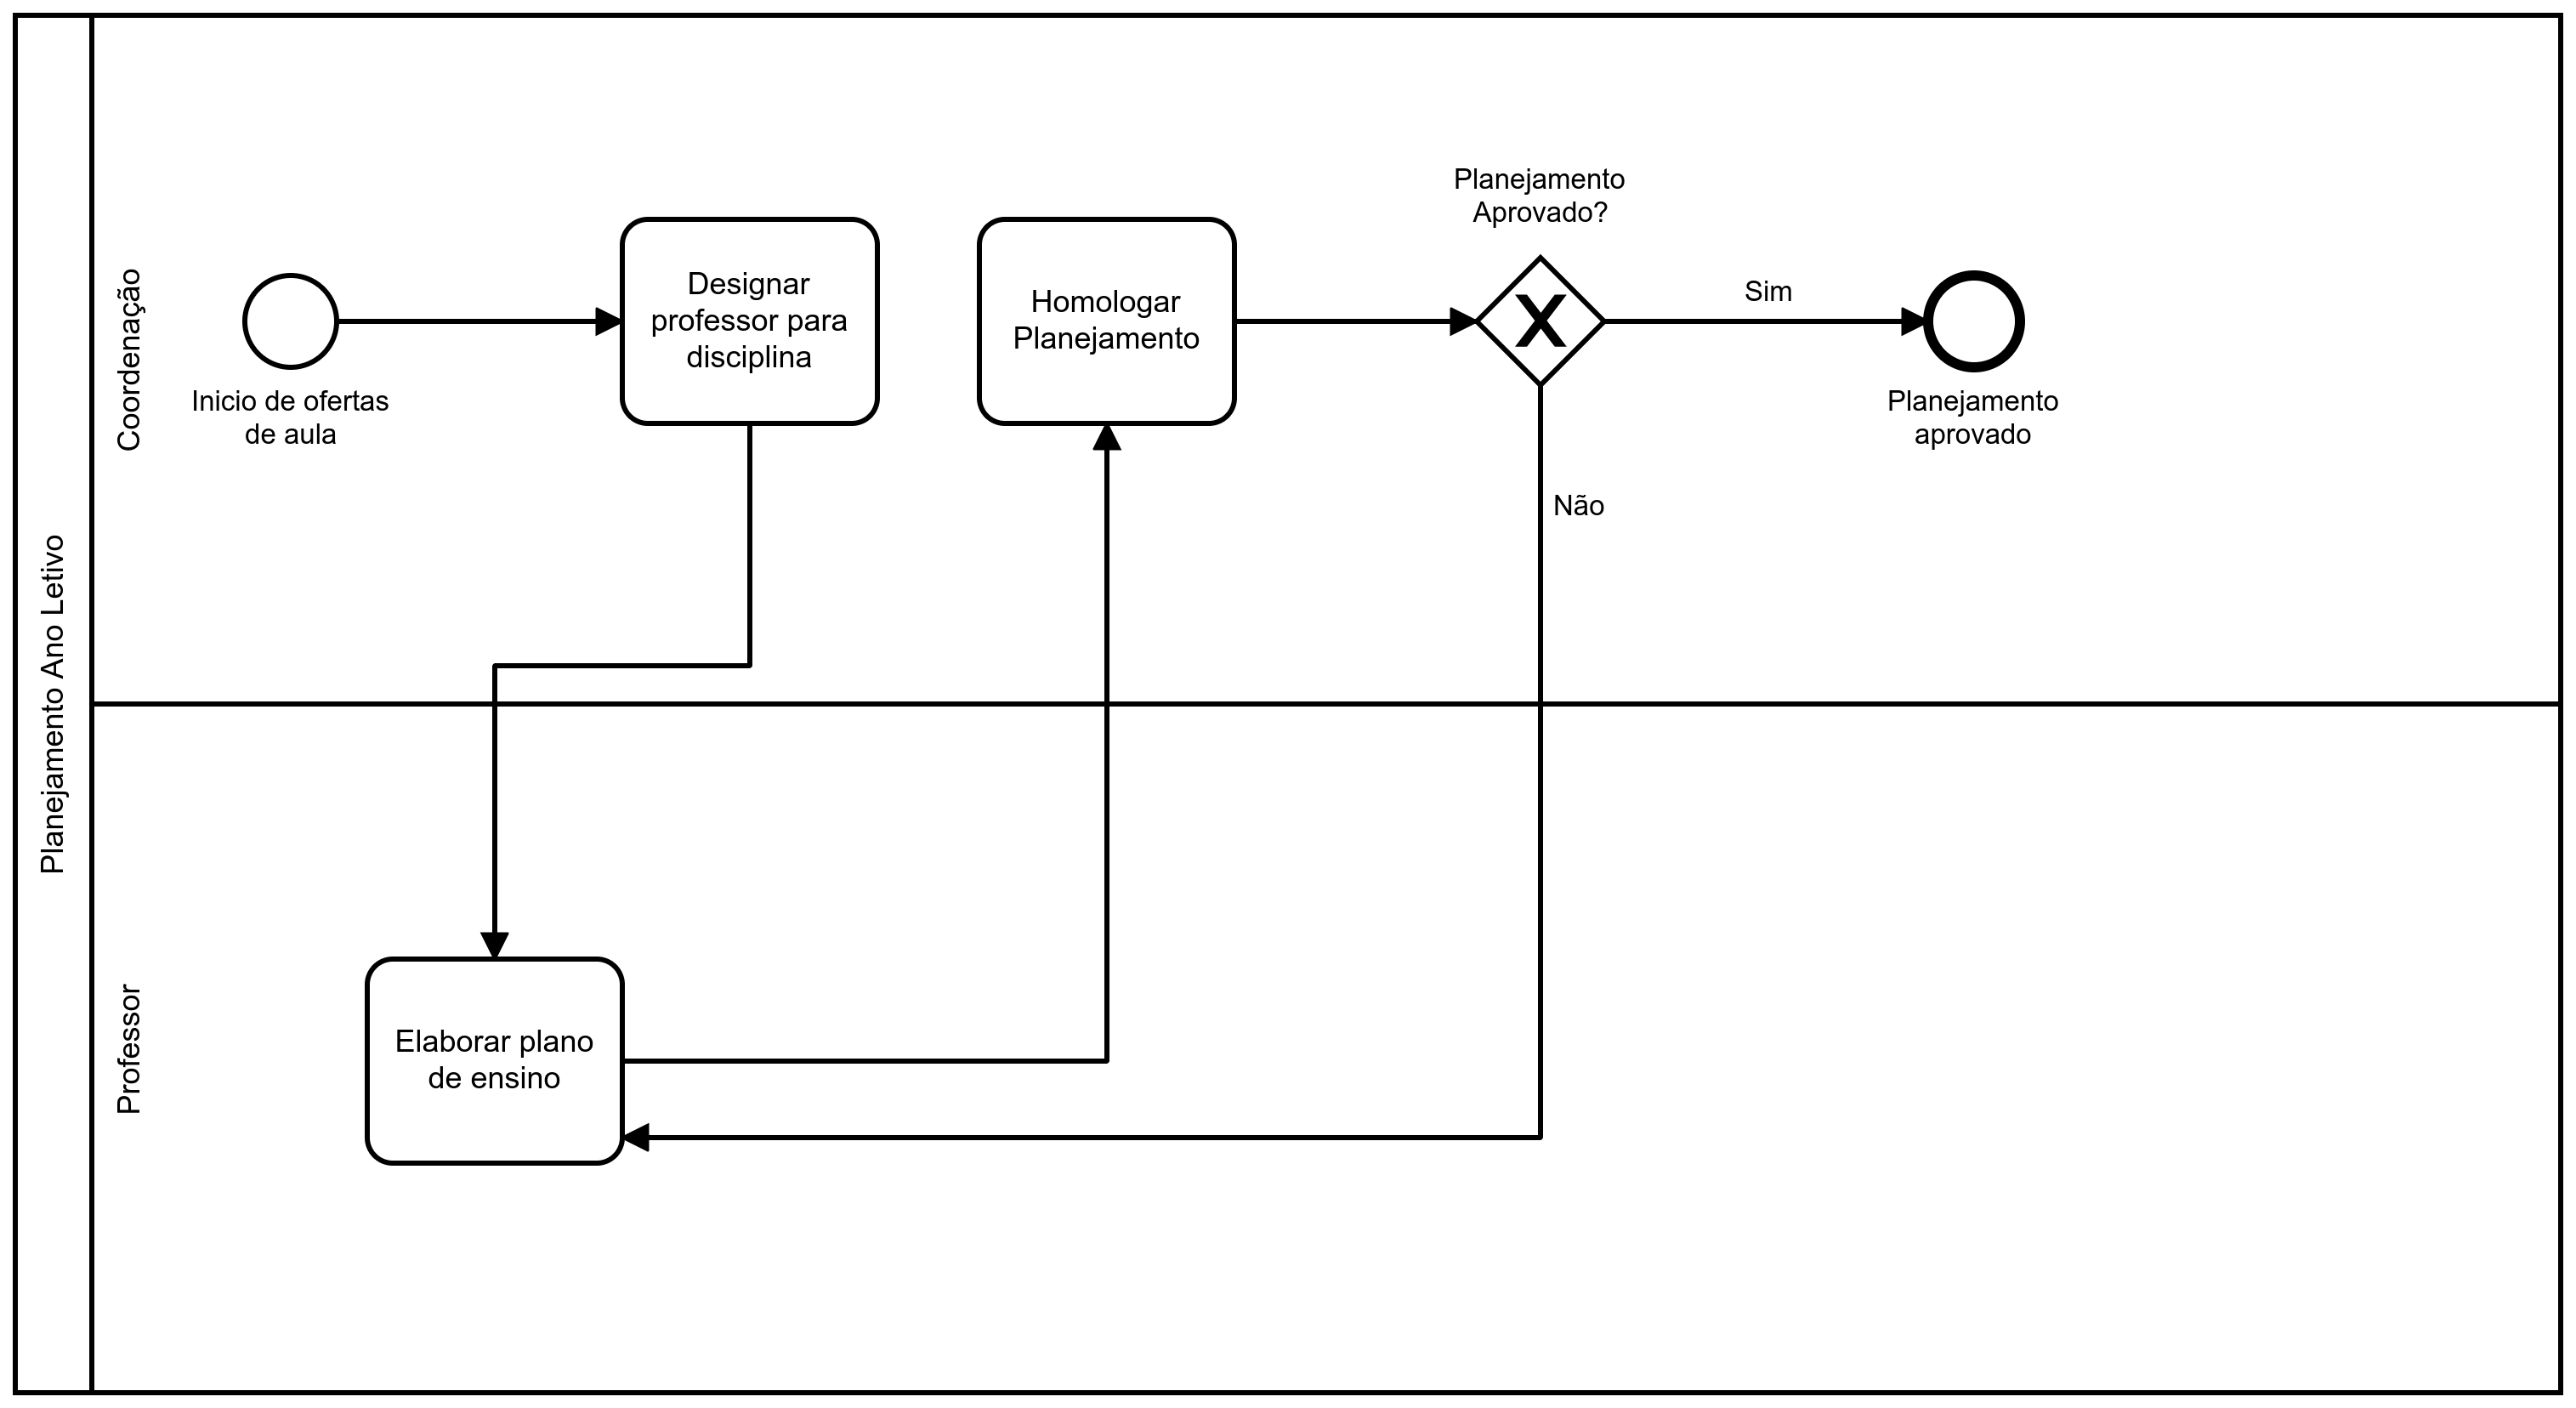 Planejamento Ano Letivo
Coordenação
Inicio de ofertas
de aula
Designar
professor para
disciplina
Homologar
Planejamento
Planejamento
Aprovado?
Sim
Não
Planejamento
aprovado
Professor
Elaborar plano
de ensino